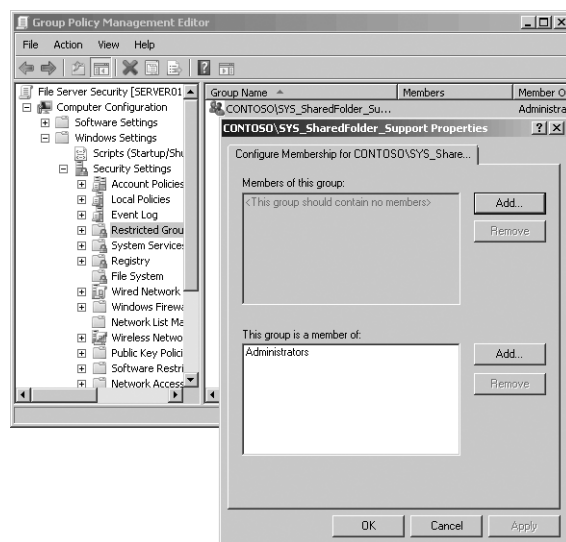 Group Policy Management Editor
File Action View Help
File Server Security [SERVER01
Computer Configuration
Software Settings
Windows Settings
Scripts (Startup/Shu
Security Settings
Account Policies
Local Policies
Event Log
Restricted Grou
System Services
Registry
File System
Wired Network
Windows Firewa
Network List Ma
Wireless Netwo
Public Key Polici
Software Restri
Network Access
Group Name Members Member O
CONTOSO\SYS_SharedFolder_Su... Administra
CONTOSO\SYS_SharedFolder_Support Properties
Configure Membership for CONTOSO\SYS_Share...
Members of this group:
<This group should contain no members>
Add...
Remove
This group is a member of:
Administrators
Add...
Remove
OK Cancel Apply